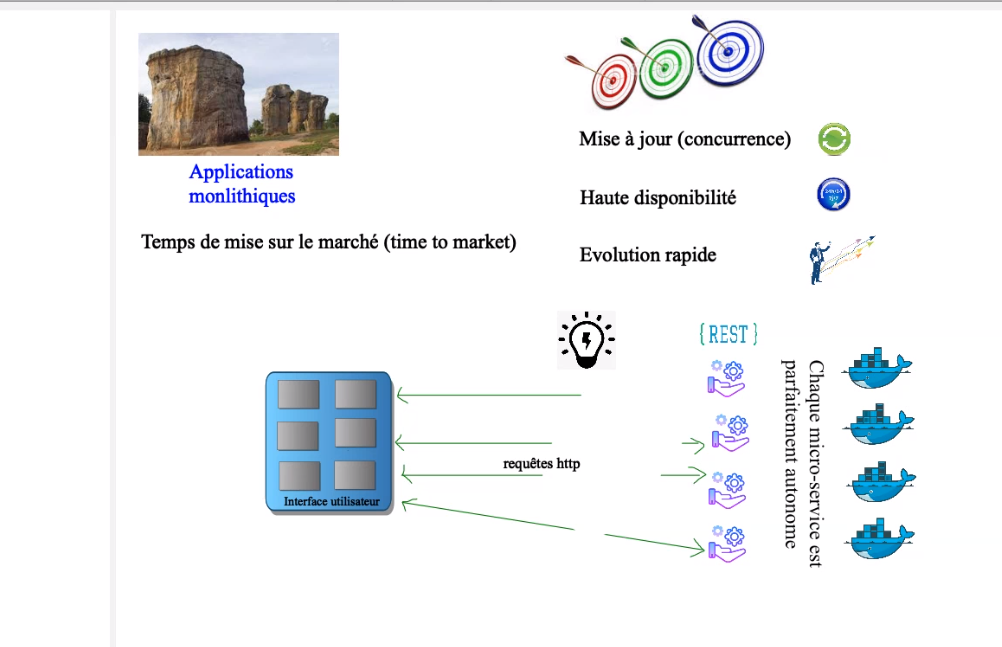 Applications
monlithiques
Temps de mise sur le marché (time to market)
Mise à jour (concurrence)
Haute disponibilité
Evolution rapide
{REST}
requêtes http
Interface utilisateur
Chaque micro-service est
parfaitement autonome